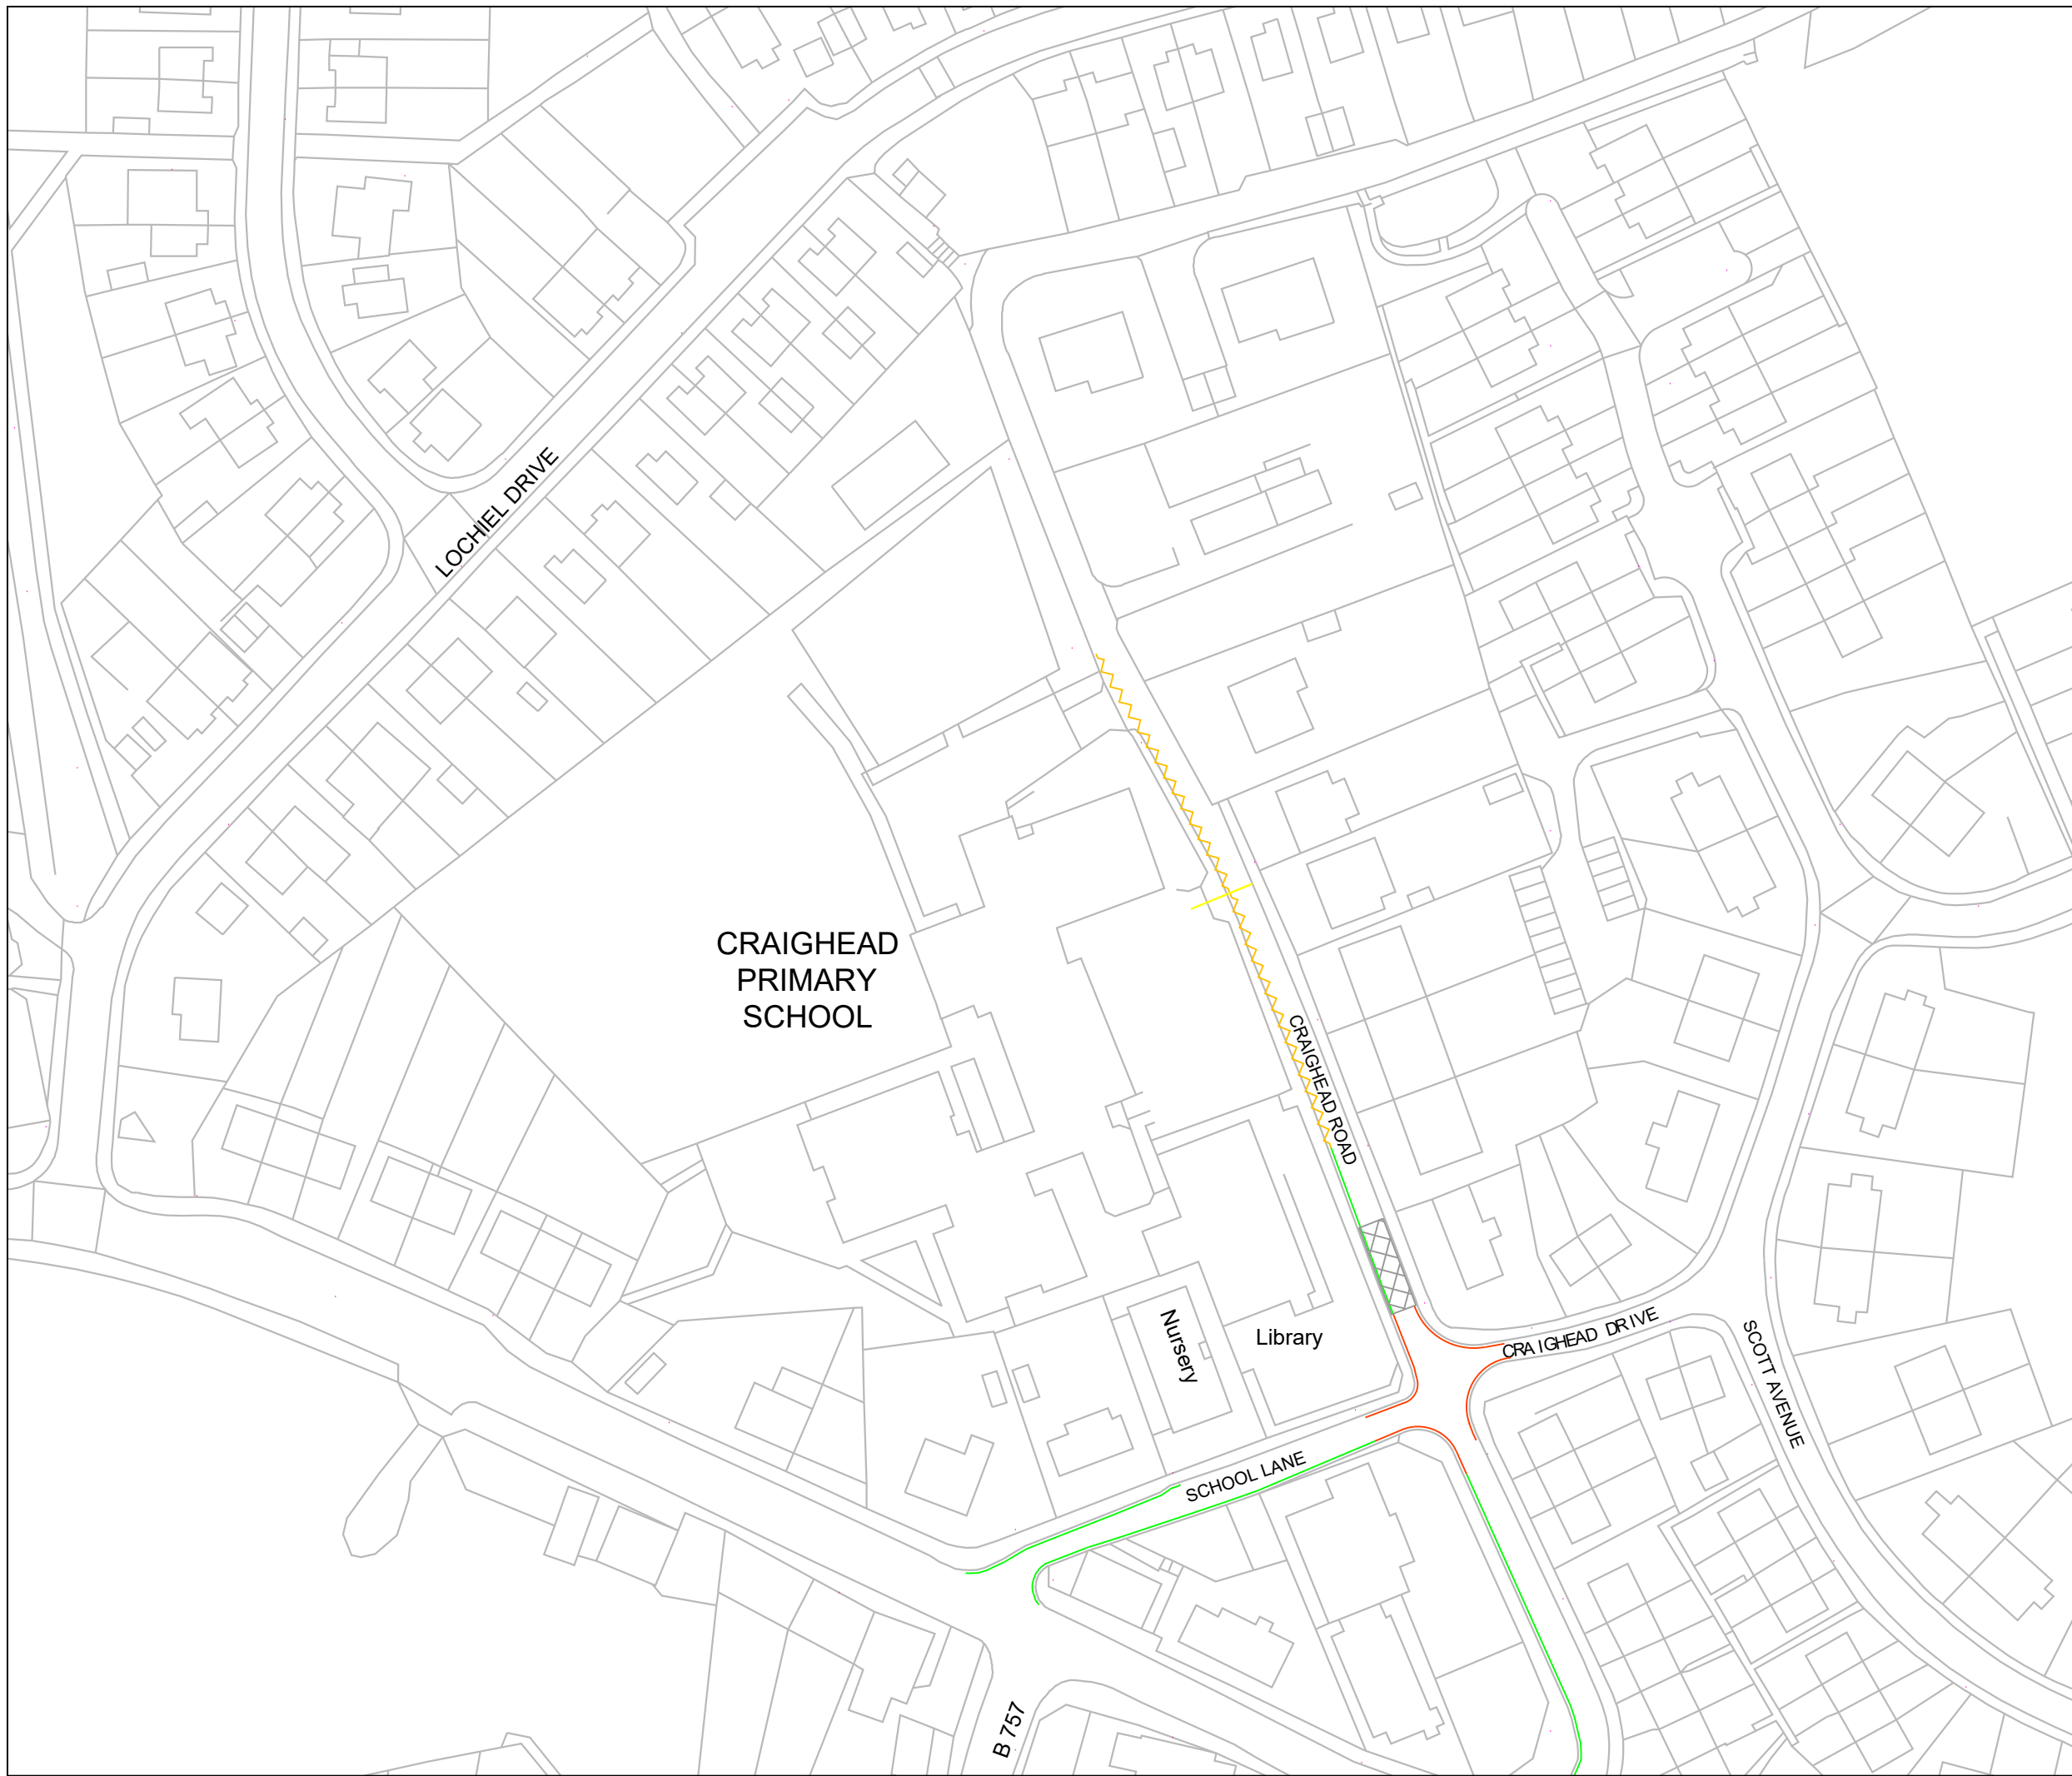 LOCHIEL DRIVE
CRAIGHEAD
PRIMARY
SCHOOL
CRAIGHEAD ROAD
Nursery
Library
CRAIGHEAD DRIVE
SCOTT AVENUE
SCHOOL LANE
B 757